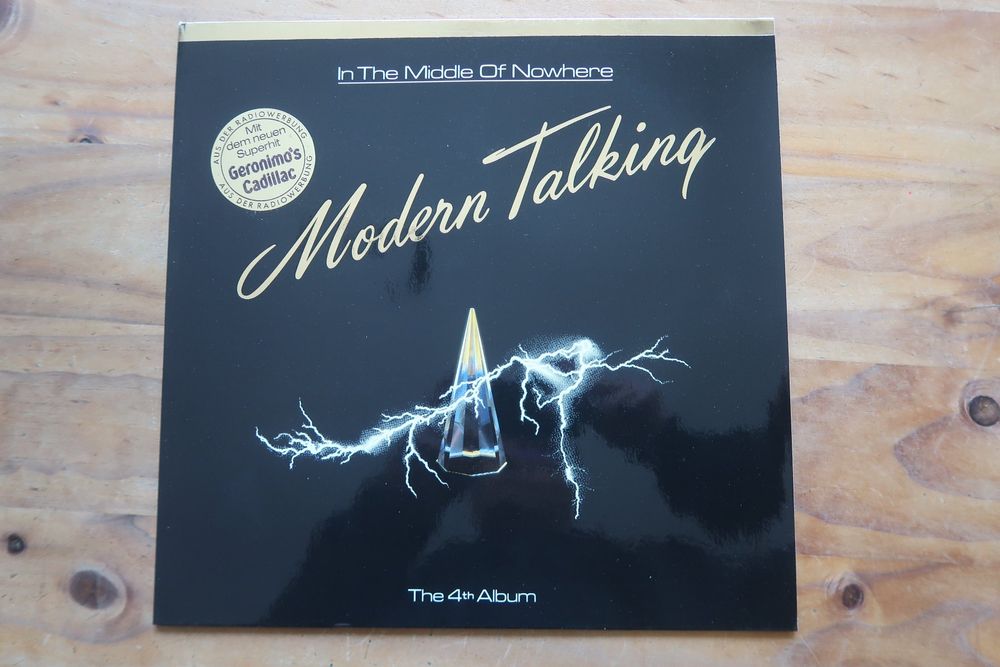 In The Middle Of Nowhere
AUS DER RADIOWERBUNG
Mit
dem neuen
Superhit
Geronimo's
Cadillac
AUS DER RADIOWERBUNG
Modern Talking
The 4th Album